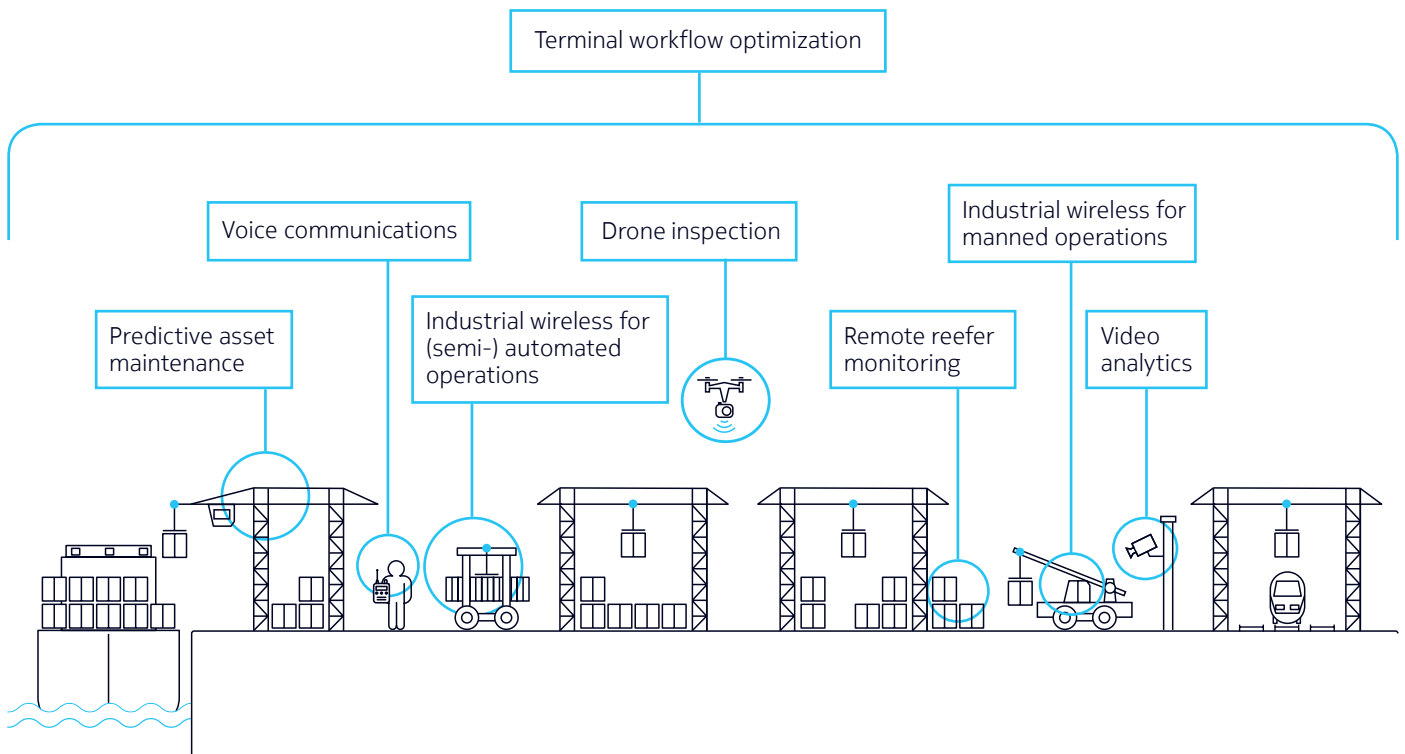 Terminal workflow optimization
Voice communications
Drone inspection
Industrial wireless for
manned operations
Predictive asset
maintenance
Industrial wireless for
(semi-) automated
operations
Remote reefer
monitoring
Video
analytics